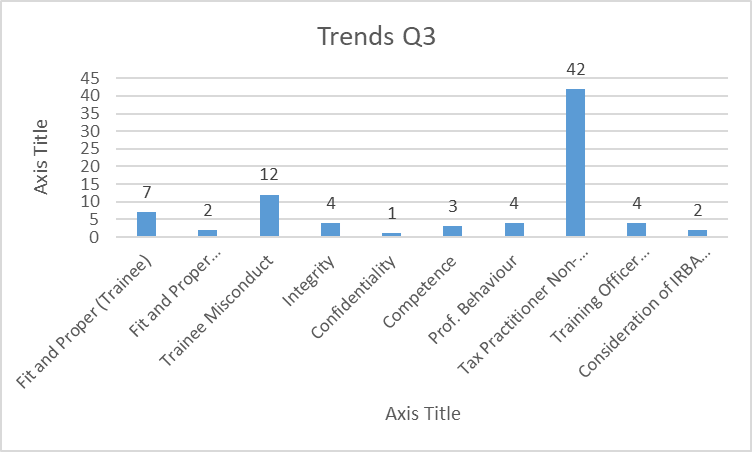 Trends Q3
Axis Title
45
40
35
30
25
20
15
10
5
0
7
2
12
4
1
3
4
42
4
2
Fit and Proper (Trainee)
Fit and Proper...
Trainee Misconduct
Integrity
Confidentiality
Competence
Prof. Behaviour
Tax Practitioner Non-...
Training Officer...
Consideration of IRBA...
Axis Title